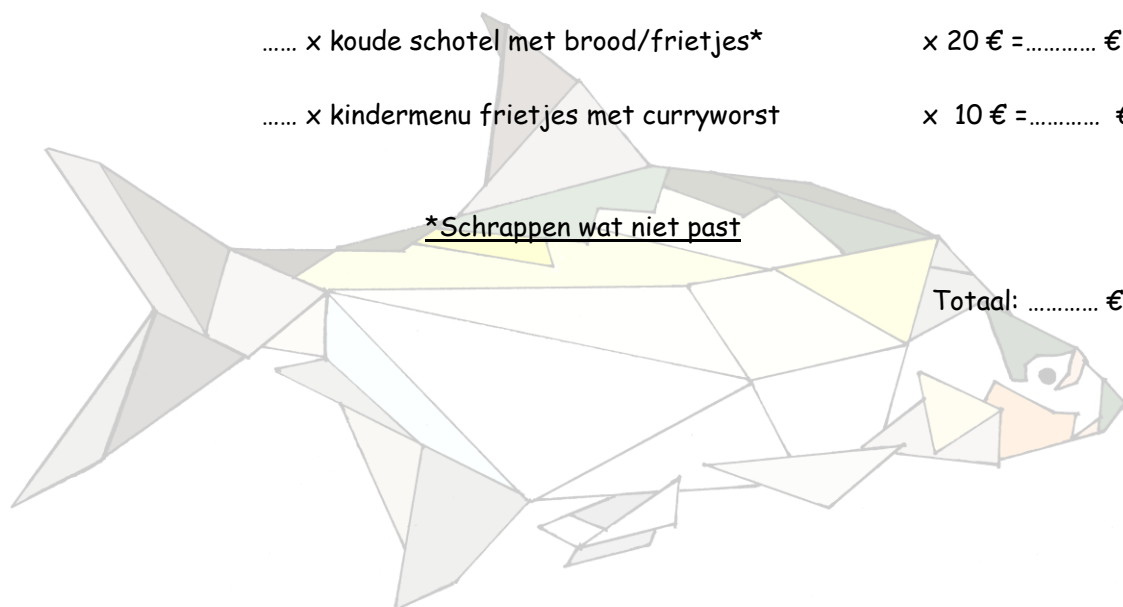 …… x koude schotel met brood/frietjes* x 20 € =………… €
…… x kindermenu frietjes met curryworst x 10 € =………… €
*Schrappen wat niet past
Totaal: ………… €